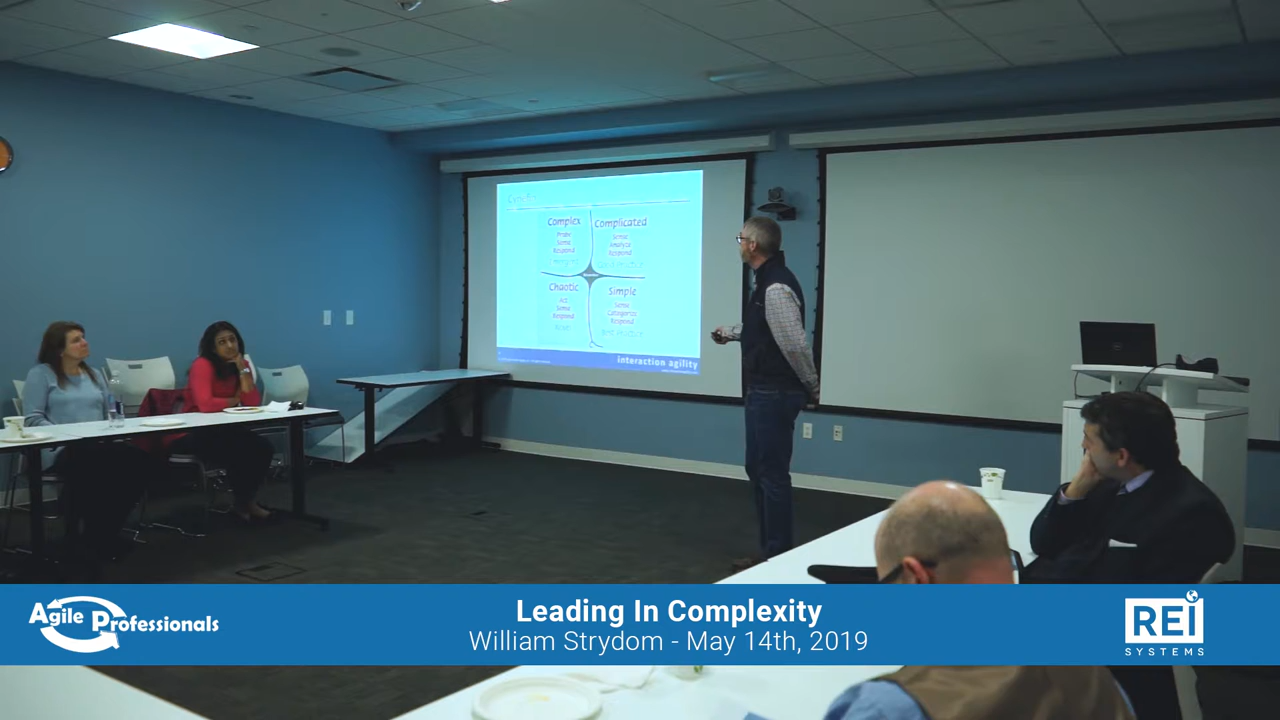 Cynefin
Complex
Probe
Sense
Respond
Complicated
Sense
Analyze
Respond
Chaotic
Act
Sense
Respond
Simple
Sense
Categorize
Respond
interaction agility
Agile Professionals
Leading In Complexity
William Strydom - May 14th, 2019
REI
SYSTEMS